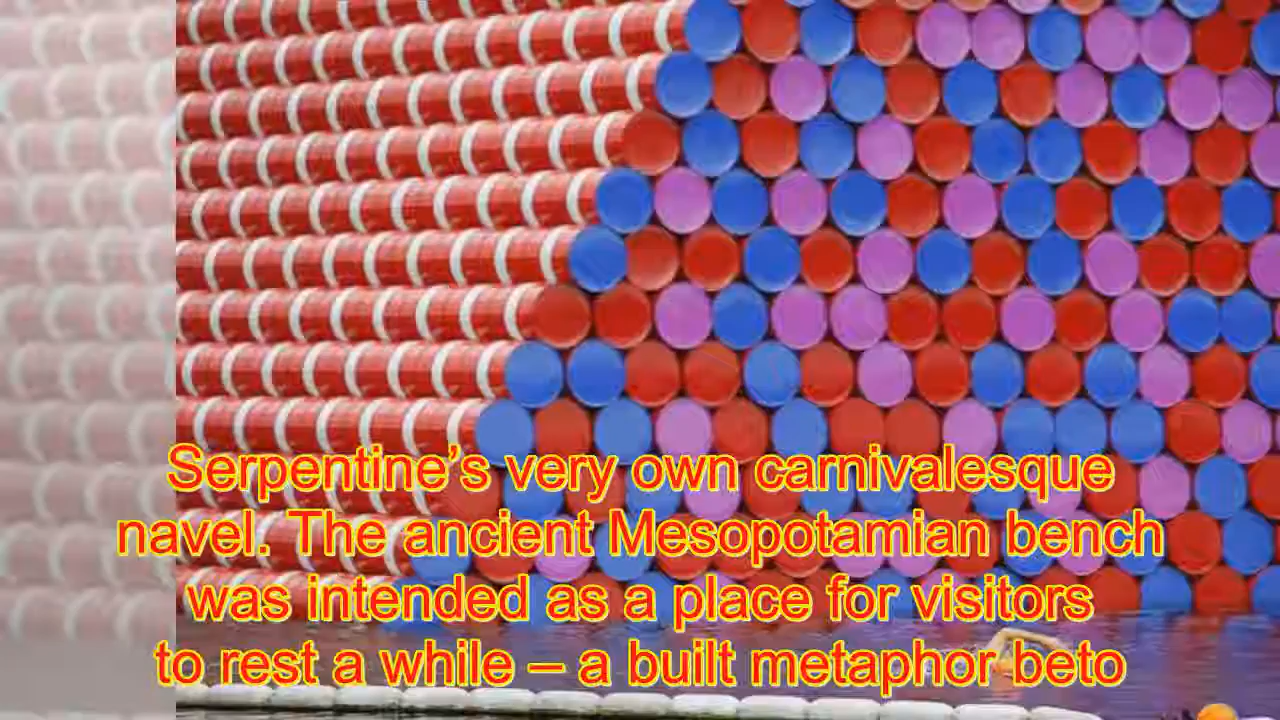 Serpentine’s very own carnivalesque
navel. The ancient Mesopotamian bench
was intended as a place for visitors
to rest a while – a built metaphor beto